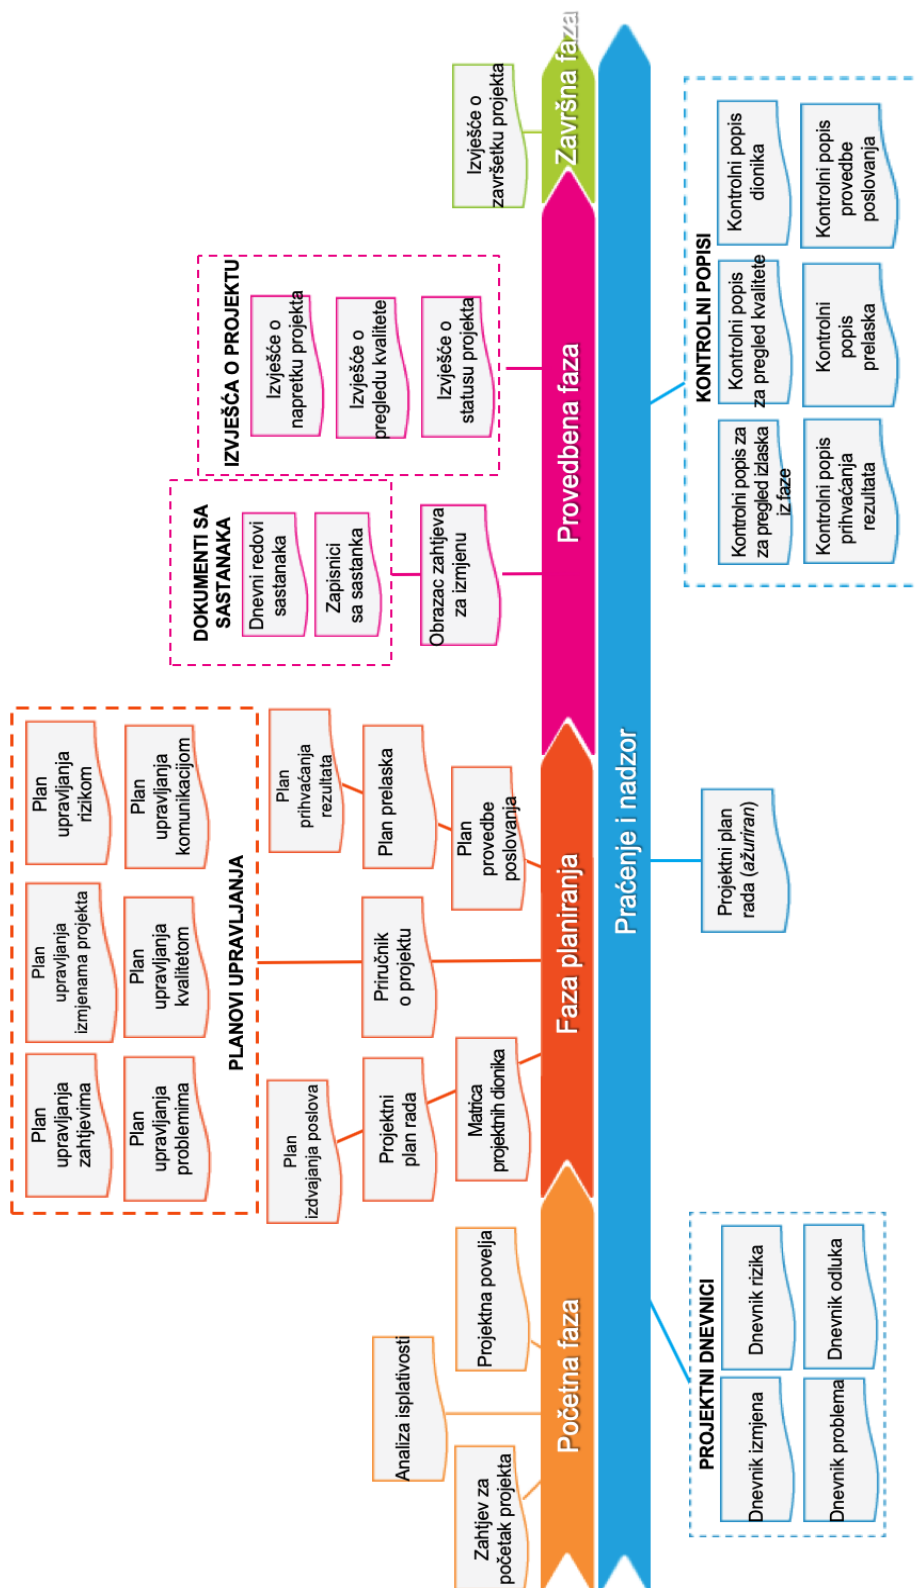 Zahtjev za
početak projekta
Analiza isplativosti
Projektna povelja
Početna faza
PLANOVI UPRAVLJANJA
Plan
upravljanja
zahtjevima
Plan
upravljanja
izmjenama projekta
Plan
upravljanja
rizikom
Plan
upravljanja
problemima
Plan
upravljanja
kvalitetom
Plan
upravljanja
komunikacijom
Plan
izdvajanja poslova
Projektni
plan rada
Matrica
projektnih dionika
Priručnik
o projektu
Plan
prihvaćanja
rezultata
Plan prelaska
Plan
provedbe
poslovanja
Faza planiranja
DOKUMENTI SA
SASTANAKA
Dnevni redovi
sastanaka
Zapisnici
sa sastanka
Obrazac zahtjeva
za izmjenu
IZVJEŠĆA O PROJEKTU
Izvješće o
napretku projekta
Izvješće o
pregledu kvalitete
Izvješće o
statusu projekta
Provedbena faza
Izvješće o
završetku projekta
Završna faza
Praćenje i nadzor
PROJEKTNI DNEVNICI
Dnevnik izmjena
Dnevnik rizika
Dnevnik problema
Dnevnik odluka
Projektni plan
rada (ažuriran)
KONTROLNI POPISI
Kontrolni popis za
za pregled izlaska
iz faze
Kontrolni popis
za pregled kvalitete
Kontrolni popis
dionika
Kontrolni popis
prihvaćanja
rezultata
Kontrolni
popis
prelaska
Kontrolni popis
provedbe
poslovanja